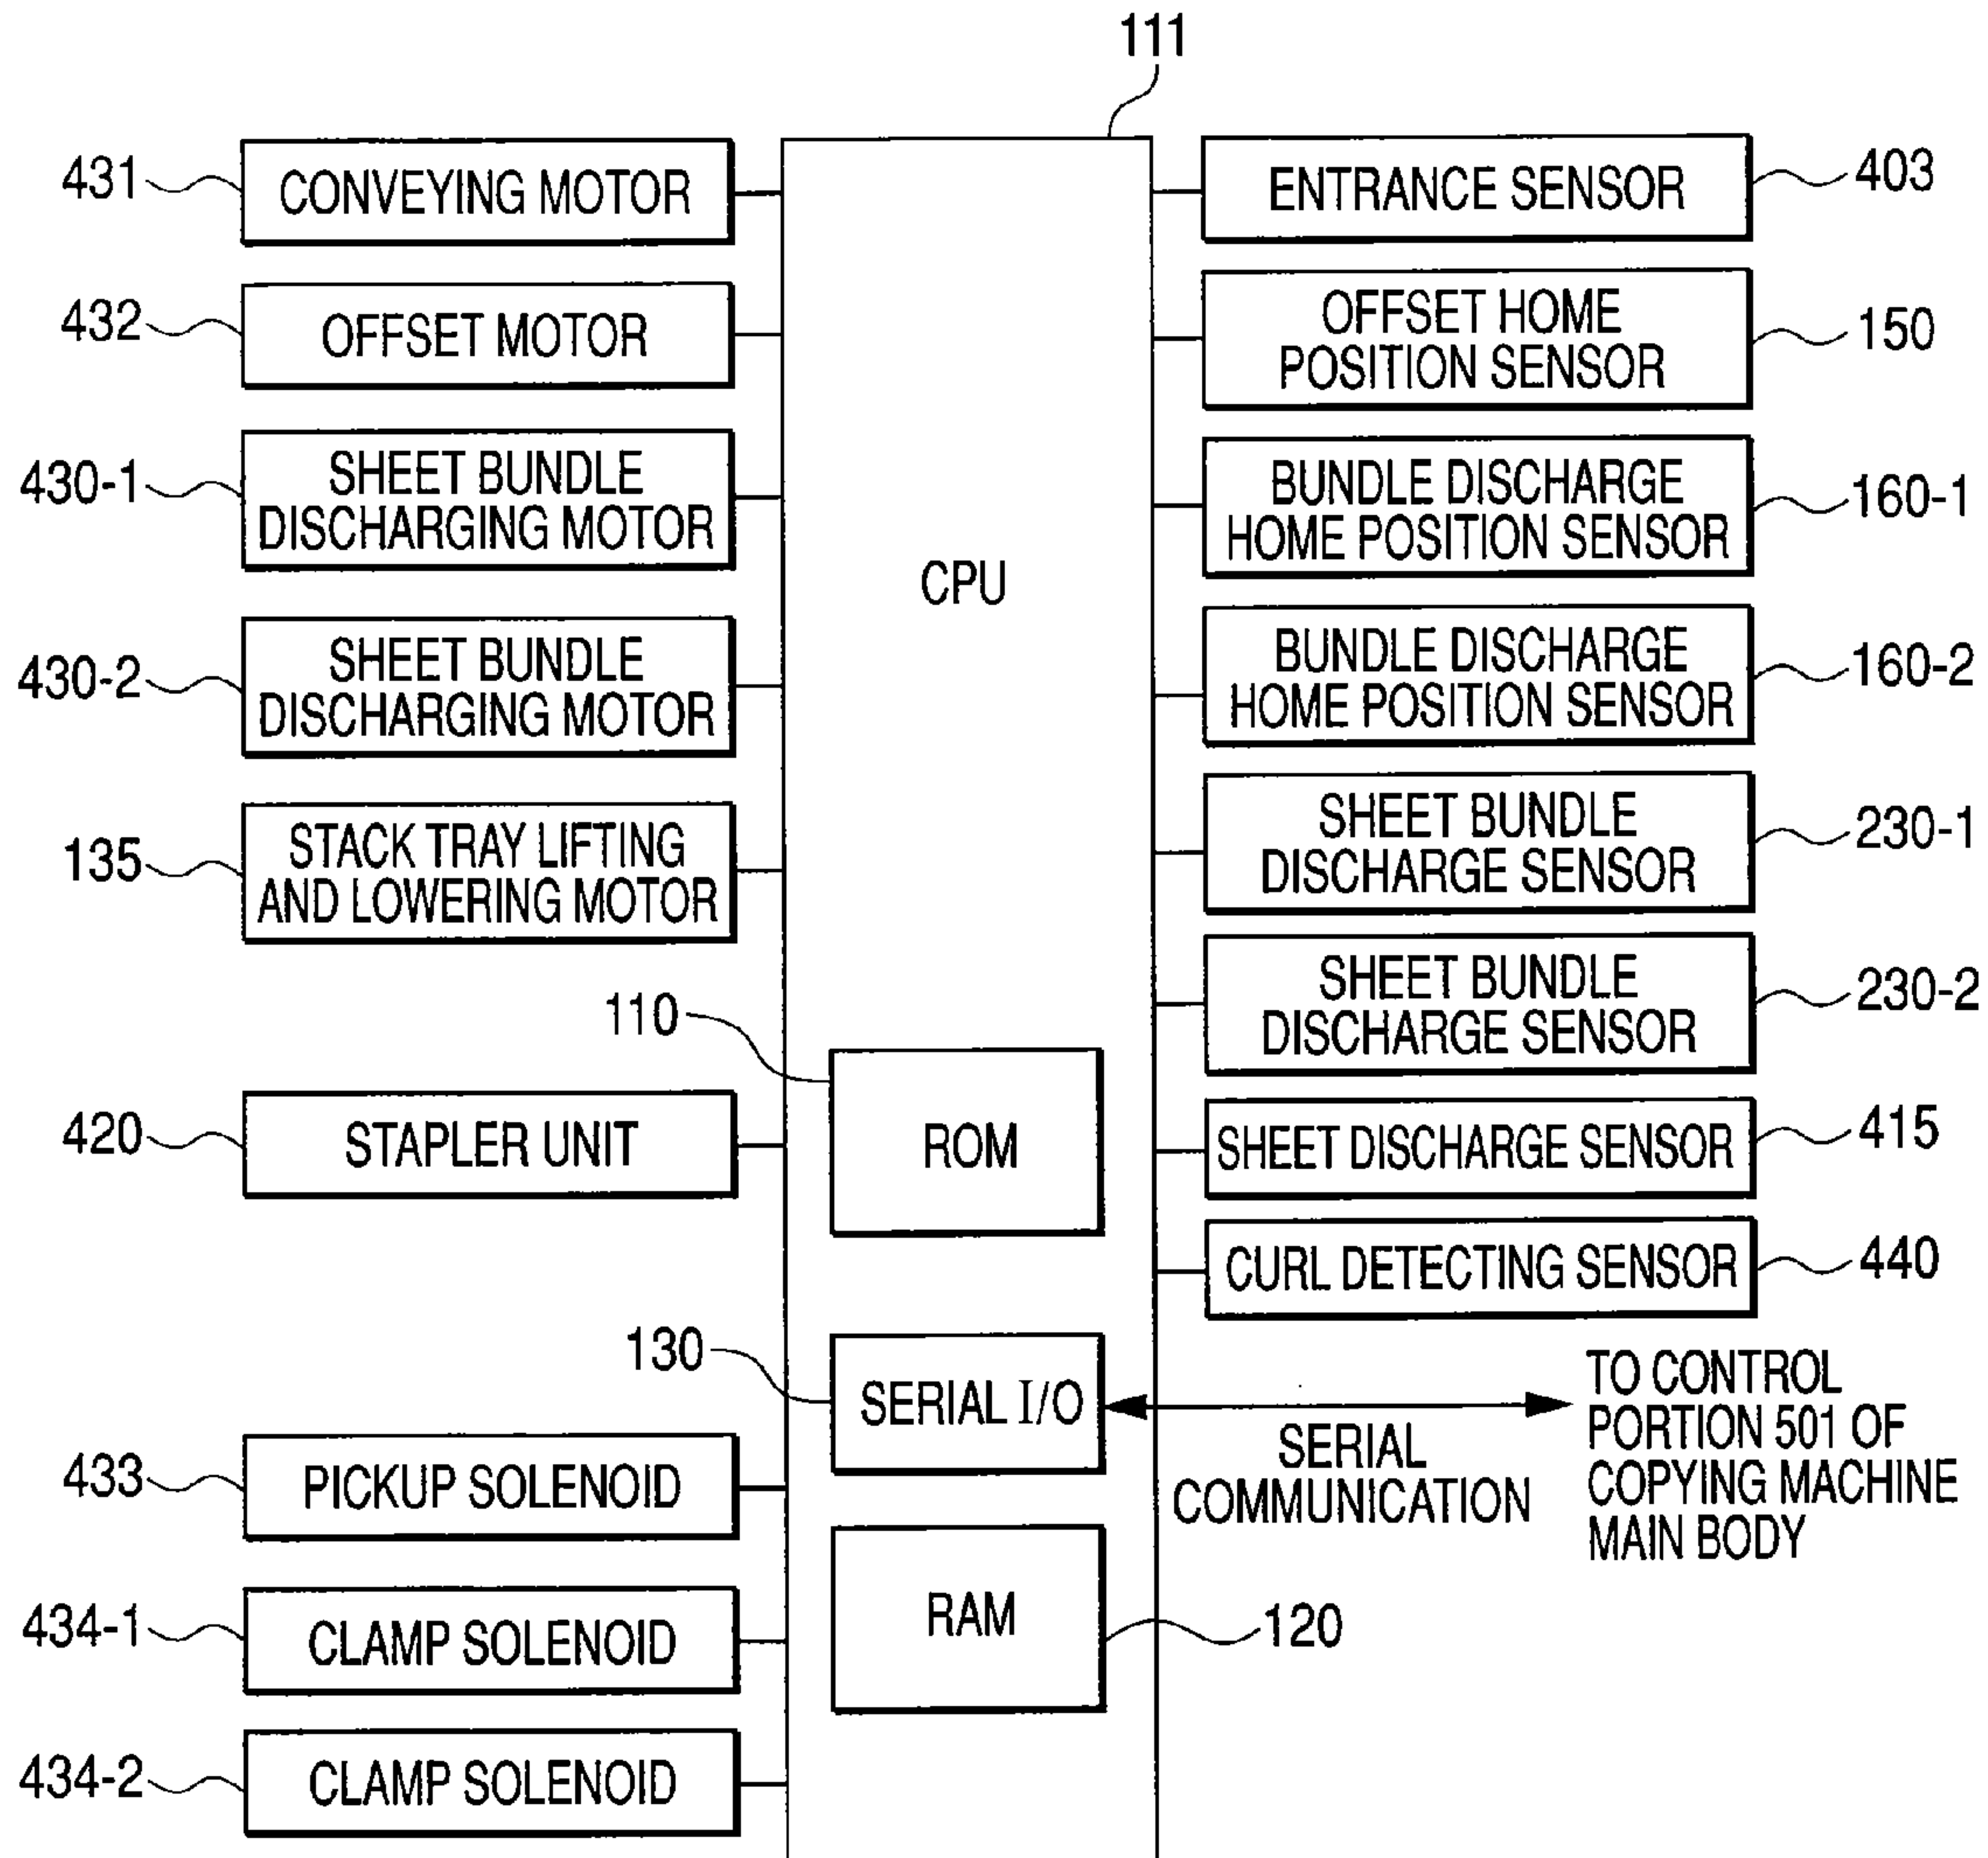 111
431
CONVEYING MOTOR
432
OFFSET MOTOR
430-1
SHEET BUNDLE
DISCHARGING MOTOR
430-2
SHEET BUNDLE
DISCHARGING MOTOR
135
STACK TRAY LIFTING
AND LOWERING MOTOR
420
STAPLER UNIT
433
PICKUP SOLENOID
434-1
CLAMP SOLENOID
434-2
CLAMP SOLENOID
CPU
110
ROM
130
SERIAL I/O
RAM
120
ENTRANCE SENSOR
403
OFFSET HOME
POSITION SENSOR
150
BUNDLE DISCHARGE
HOME POSITION SENSOR
160-1
BUNDLE DISCHARGE
HOME POSITION SENSOR
160-2
SHEET BUNDLE
DISCHARGE SENSOR
230-1
SHEET BUNDLE
DISCHARGE SENSOR
230-2
SHEET DISCHARGE SENSOR
415
CURL DETECTING SENSOR
440
SERIAL
COMMUNICATION
TO CONTROL
PORTION 501 OF
COPYING MACHINE
MAIN BODY